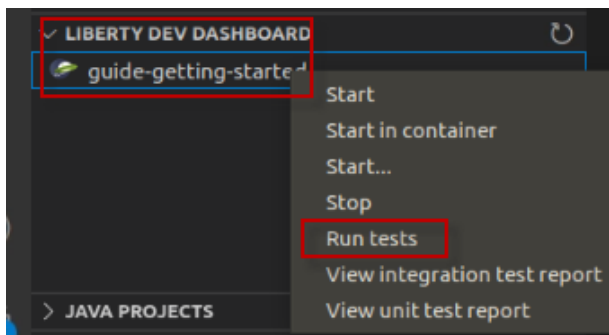 LIBERTY DEV DASHBOARD
guide-getting-started
Start
Start in container
Start...
Stop
Run tests
View integration test report
JAVA PROJECTS
View unit test report